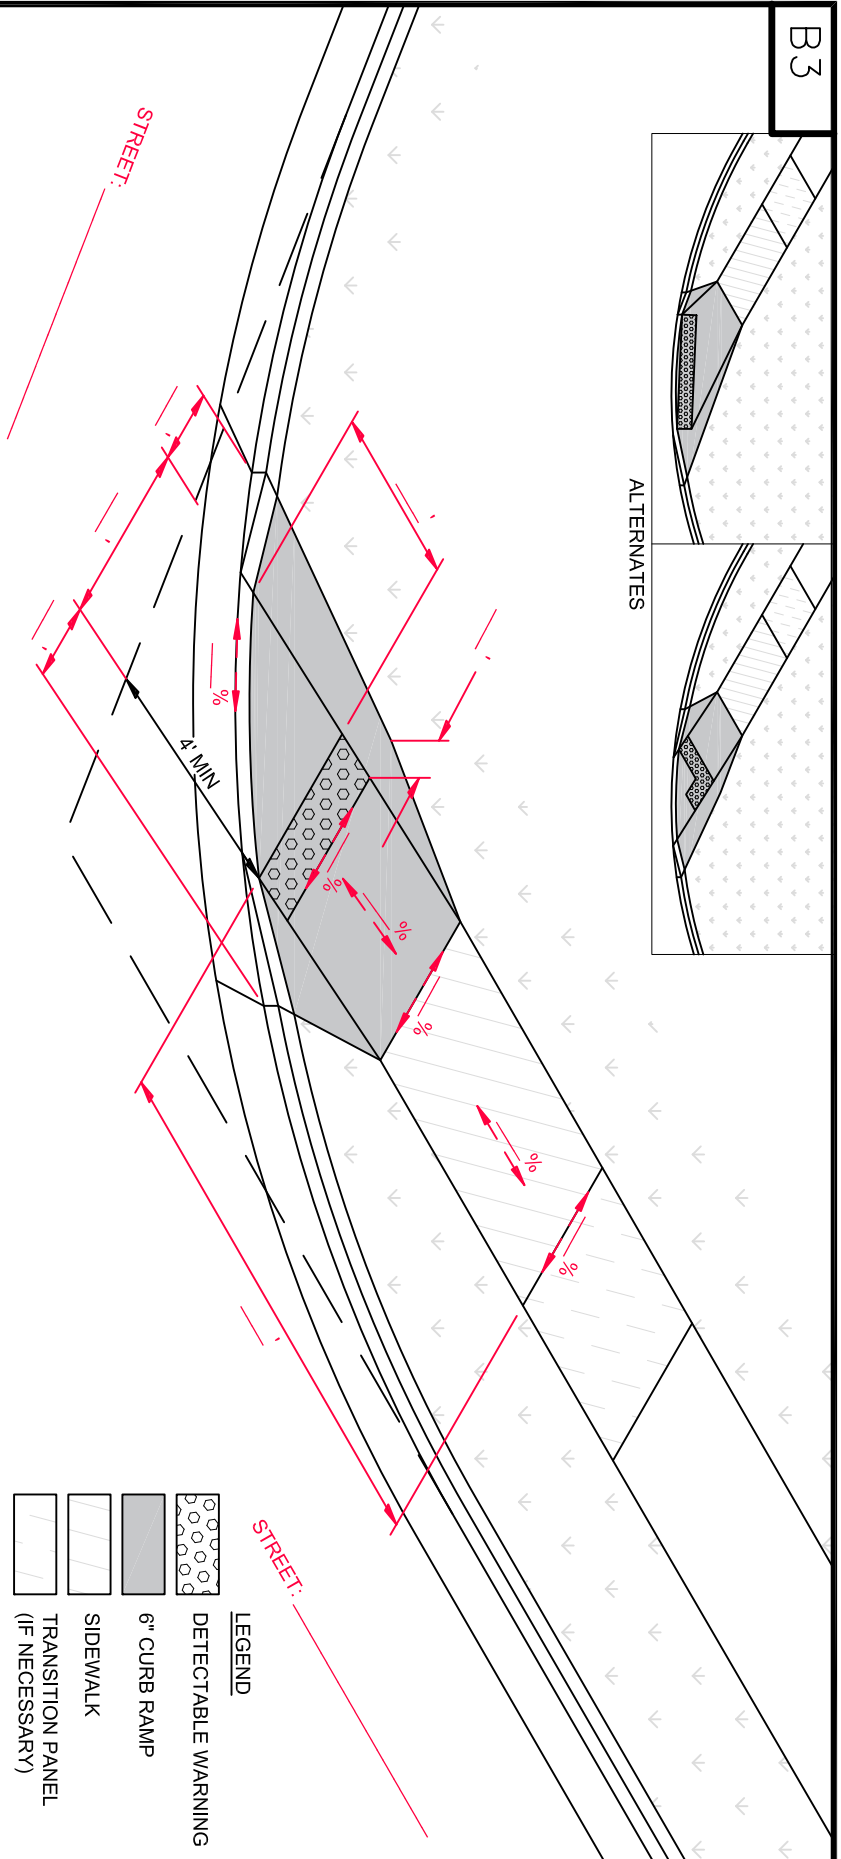 B3
ALTERNATES
STREET:
'
'
'
'
'
%
4' MIN
%
%
%
%
%
'
STREET:
LEGEND
DETECTABLE WARNING
6" CURB RAMP
SIDEWALK
TRANSITION PANEL
(IF NECESSARY)